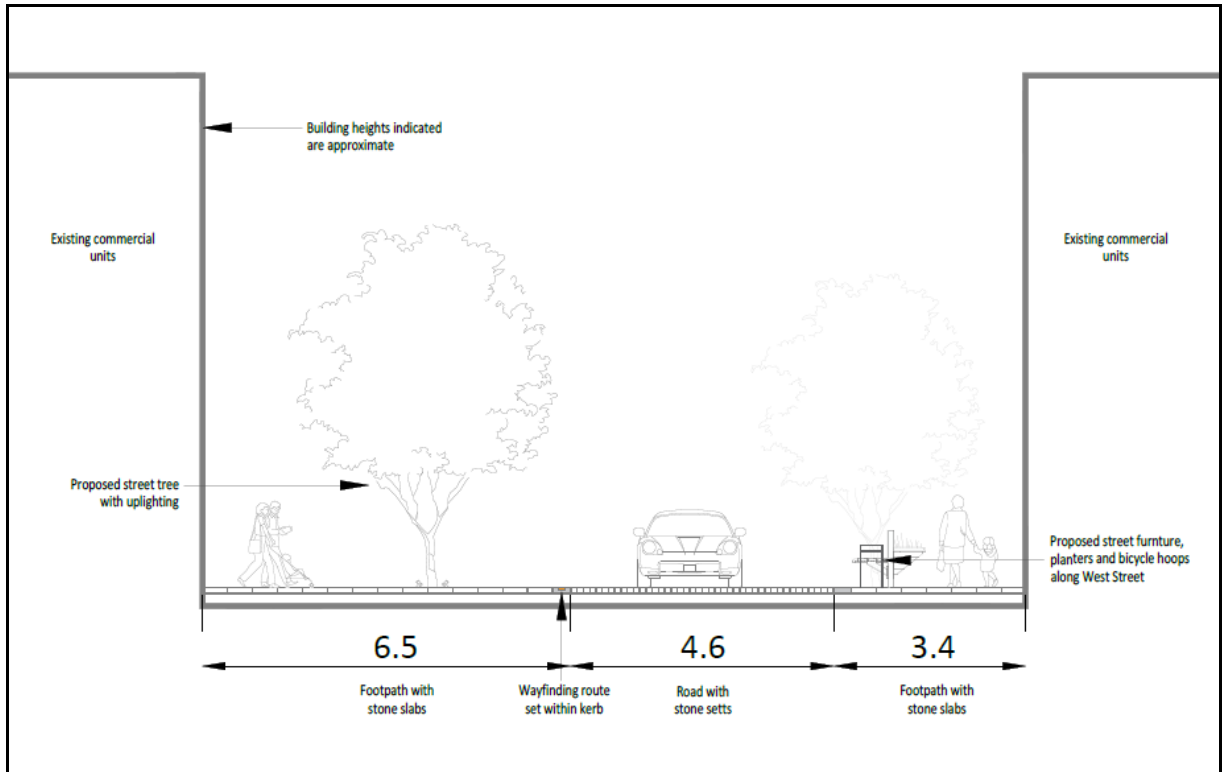 Building heights indicated
are approximate
Existing commercial
units
Existing commercial
units
Proposed street tree
with uplighting
Proposed street furnture,
planters and bicycle hoops
along West Street
6.5
4.6
3.4
Footpath with
stone slabs
Wayfinding route
set within kerb
Road with
stone setts
Footpath with
stone slabs